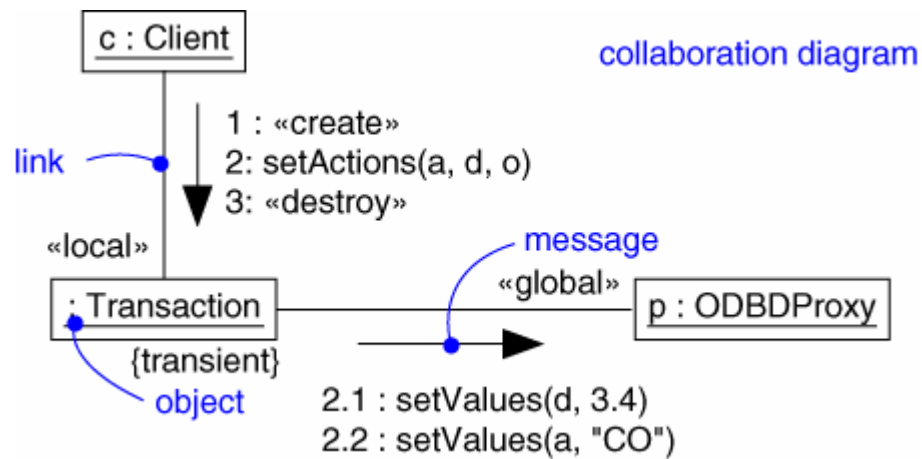 c : Client
collaboration diagram
1 : «create»
link
2: setActions(a, d, o)
3: «destroy»
«local»
message
«global»
: Transaction
p : ODBDProxy
{transient}
object
2.1 : setValues(d, 3.4)
2.2 : setValues(a, "CO")